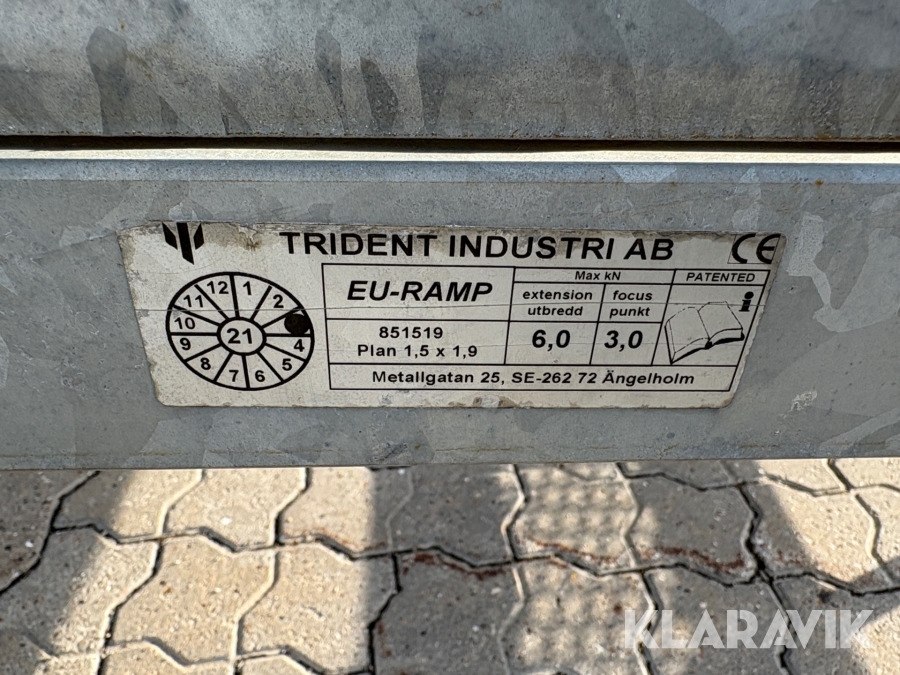 TRIDENT INDUSTRI AB CE
12 1 2 4 5 6 7 8 9 10 11
21
EU-RAMP
851519
Plan 1,5 x 1,9
Max kN
extension utbredd
6,0
focus punkt
3,0
PATENTED
i
Metallgatan 25, SE-262 72 Ängelholm
KLARAVIK